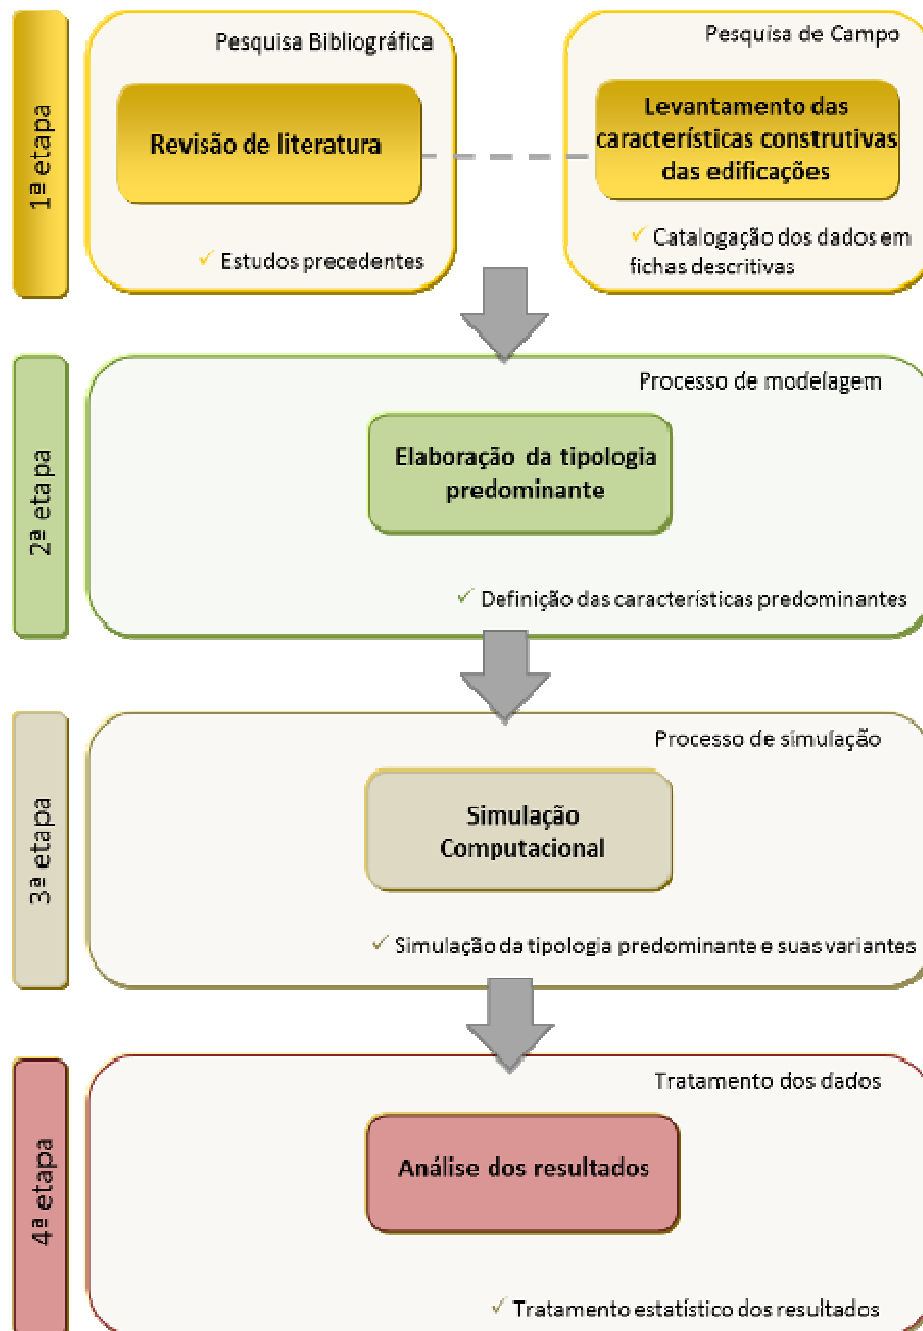 1ª etapa
Pesquisa Bibliográfica
Revisão de literatura
✓ Estudos precedentes
Pesquisa de Campo
Levantamento das
características construtivas
das edificações
✓ Catalogação dos dados em
fichas descritivas
2ª etapa
Processo de modelagem
Elaboração da tipologia
predominante
✓ Definição das características predominantes
3ª etapa
Processo de simulação
Simulação
Computacional
✓ Simulação da tipologia predominante e suas variantes
4ª etapa
Tratamento dos dados
Análise dos resultados
✓ Tratamento estatístico dos resultados